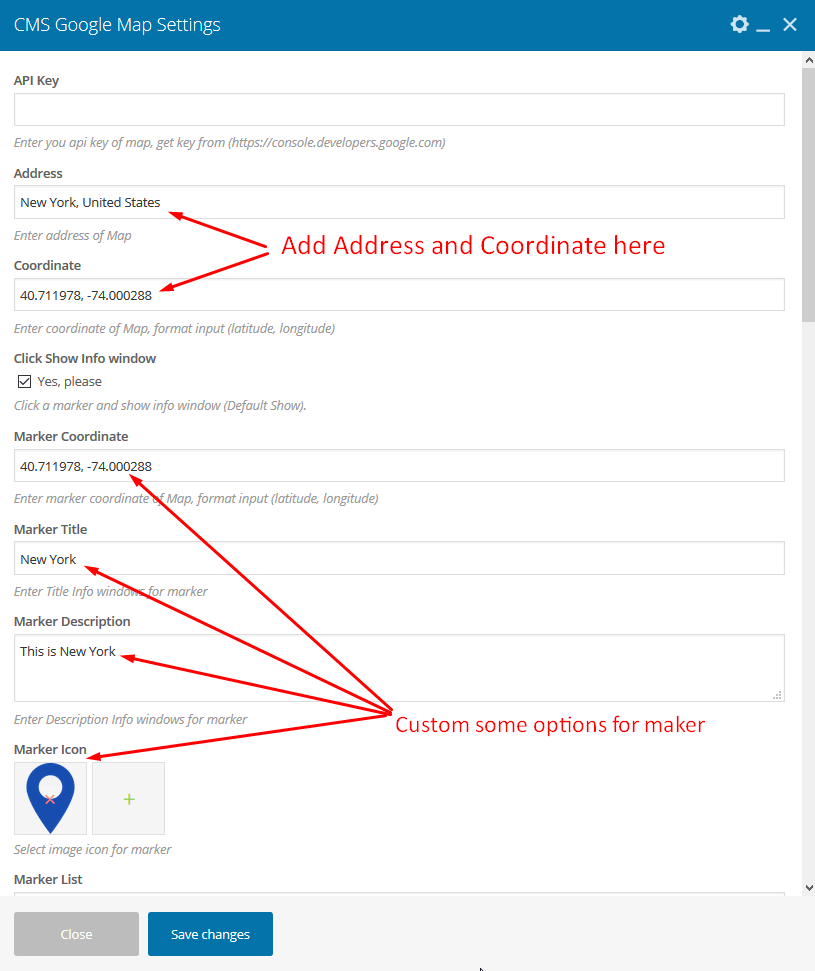 CMS Google Map Settings
API Key
Enter you api key of map, get key from (https://console.developers.google.com)
Address
New York, United States
Enter address of Map
Add Address and Coordinate here
Coordinate
40.711978, -74.000288
Enter coordinate of Map, format input (latitude, longitude)
Click Show Info window
Yes, please
Click a marker and show info window (Default Show).
Marker Coordinate
40.711978, -74.000288
Enter marker coordinate of Map, format input (latitude, longitude)
Marker Title
New York
Enter Title Info windows for marker
Marker Description
This is New York
Enter Description Info windows for marker
Custom some options for maker
Marker Icon
Select image icon for marker
Marker List
Close
Save changes